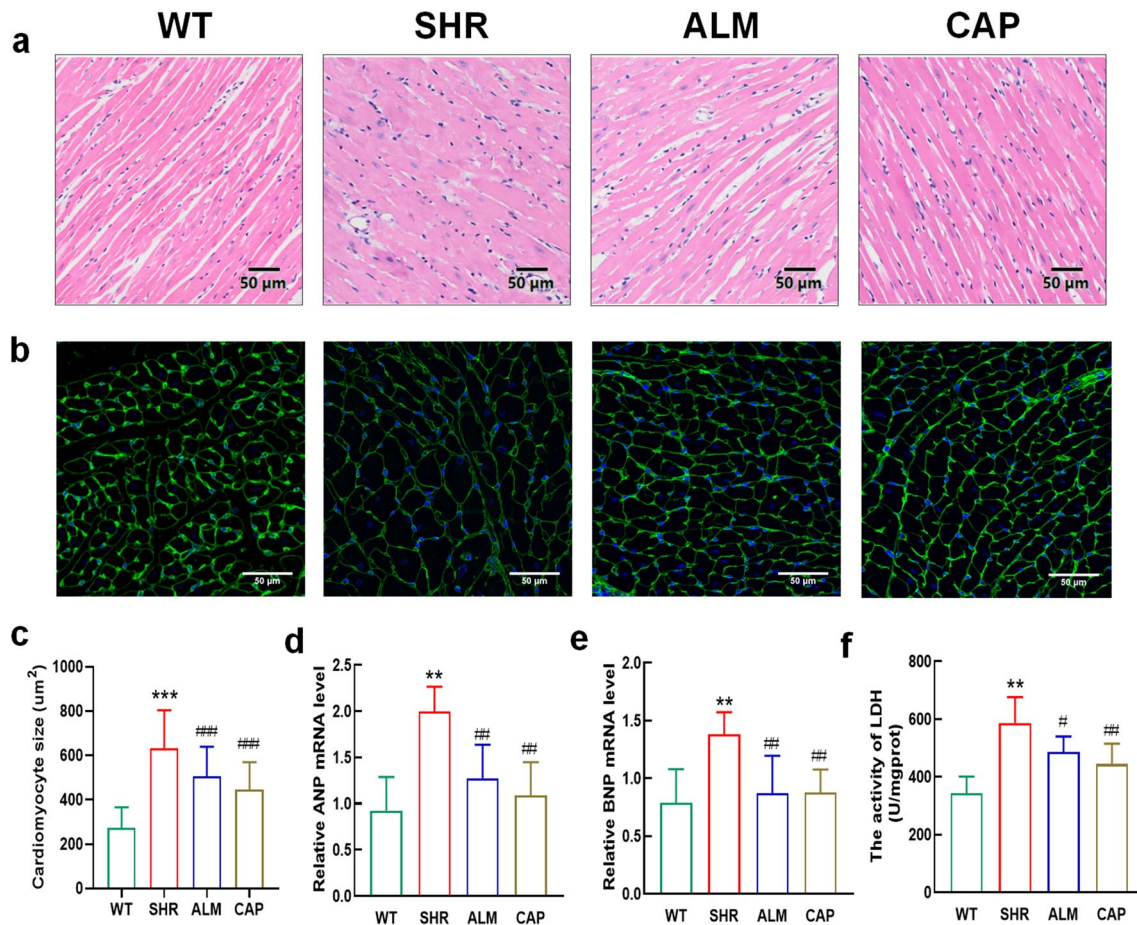 WT SHR ALM CAP
a
50 µm 50 µm 50 µm 50 µm
b
50 µm 50 µm 50 µm 50 µm
c
Cardiomyocyte size (um²)
1000
800
600
400
200
0
*** ### ###
WT SHR ALM CAP
d
Relative ANP mRNA level
2.5
2.0
1.5
1.0
0.5
0.0
** ## ##
WT SHR ALM CAP
e
Relative BNP mRNA level
2.0
1.5
1.0
0.5
0.0
** ## ##
WT SHR ALM CAP
f
The activity of LDH
(U/mgprot)
800
600
400
200
0
** # ##
WT SHR ALM CAP